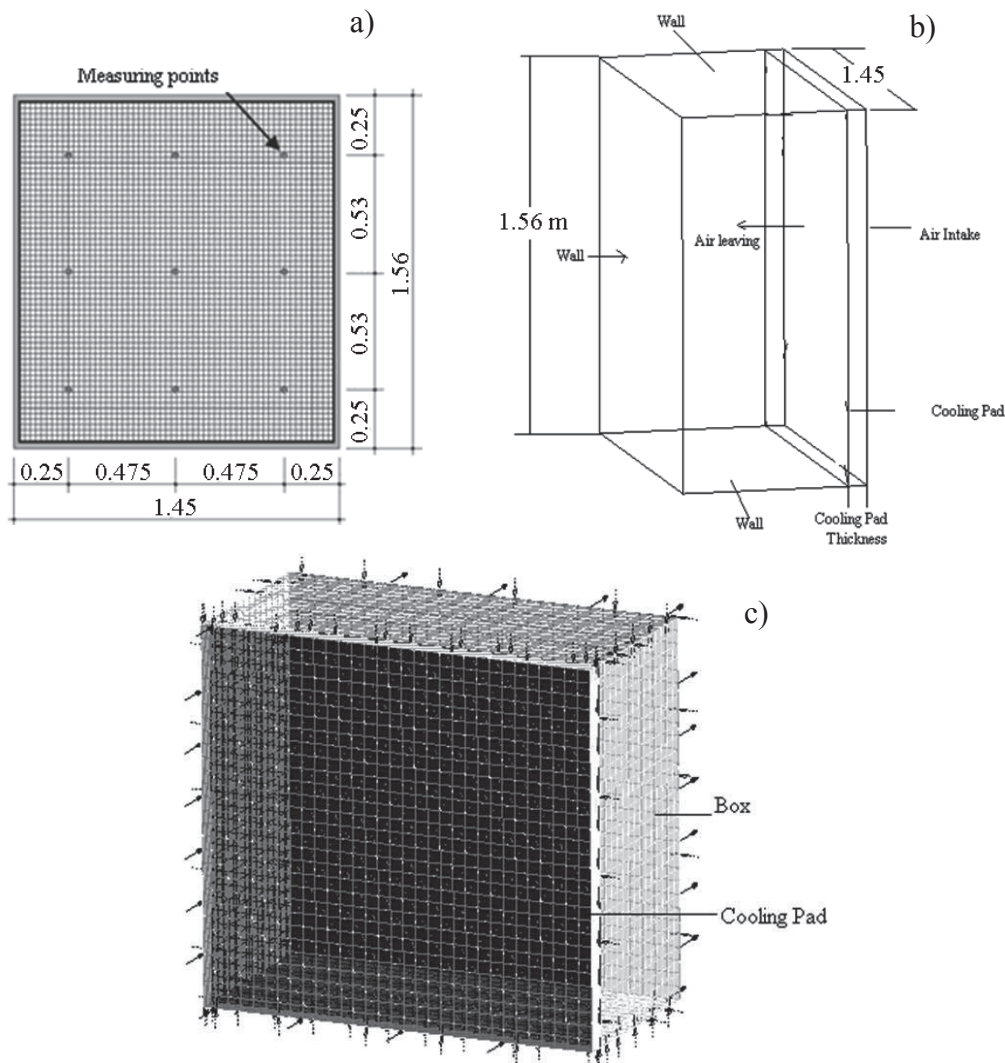 a)
Measuring points
0.25
0.53
0.53
0.25
1.56
0.25
0.475
0.475
0.25
1.45
b)
Wall
1.45
1.56 m
Air leaving
Air Intake
Wall
Cooling Pad
Wall
Cooling Pad
Thickness
c)
Box
Cooling Pad